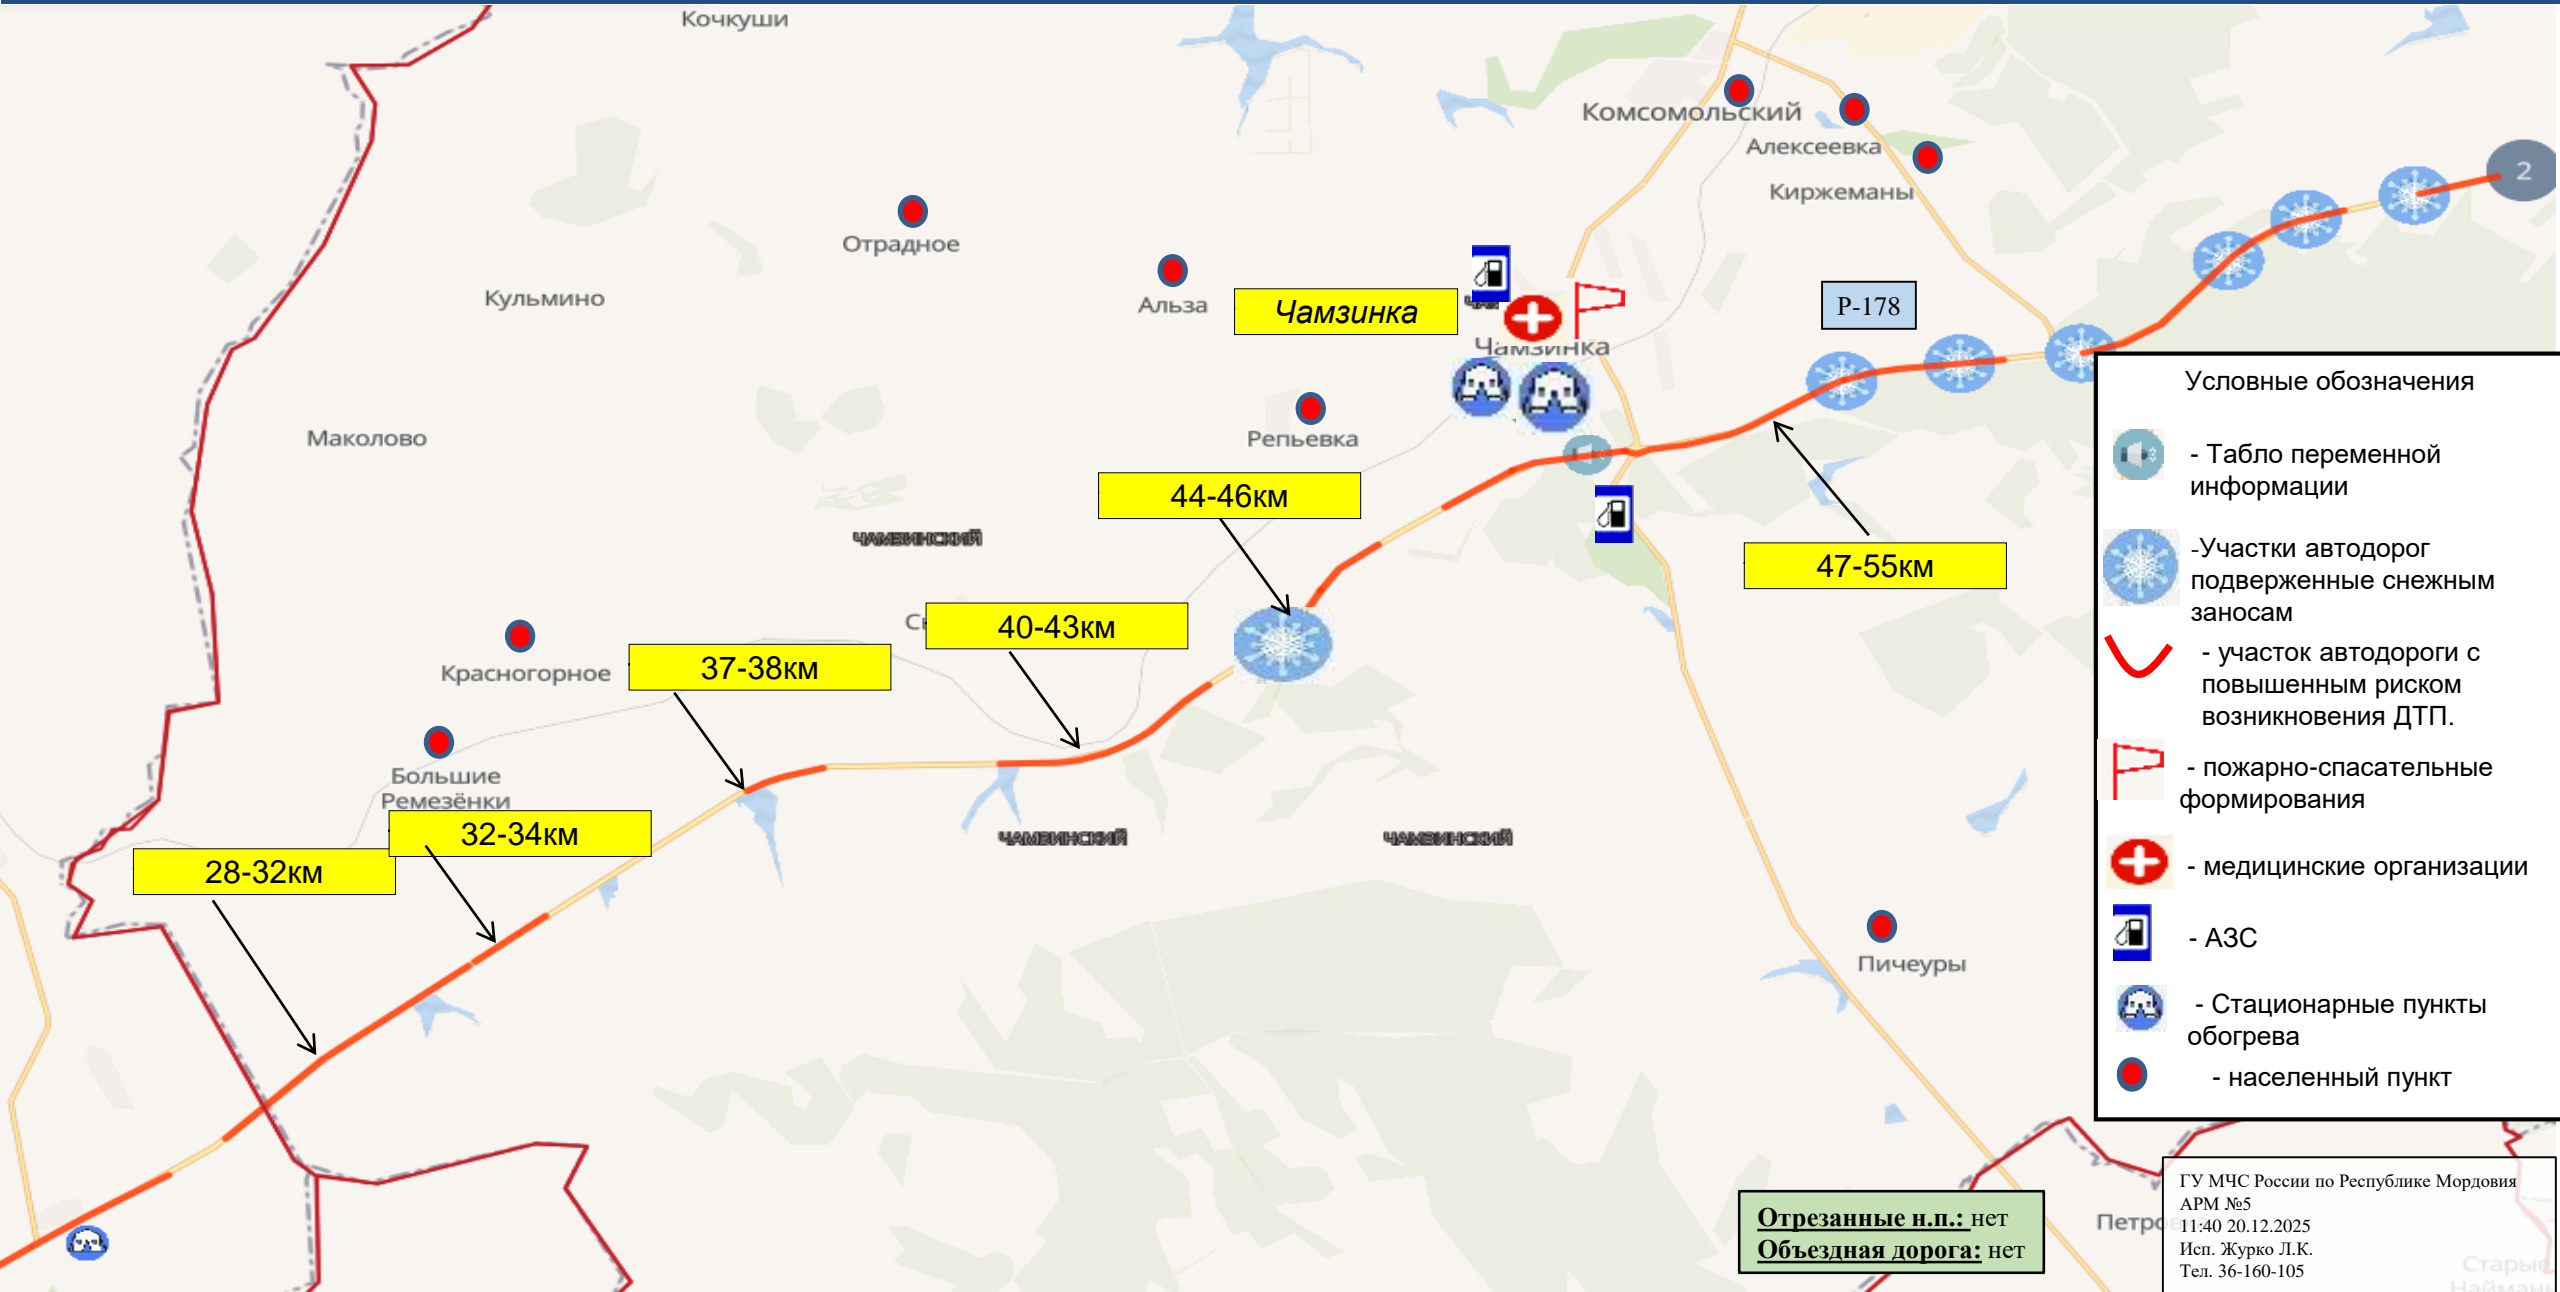 Кочкуши
Комсомольский
Алексеевка
Киржеманы
2
Отрадное
Альза
Кульмино
Чамзинка
Р-178
Чамзинка
Маколово
Репьевка
44-46км
47-55км
ЧАМЗИНСКИЙ
40-43км
37-38км
Красногорное
Большие
Ремезёнки
32-34км
28-32км
ЧАМЗИНСКИЙ
ЧАМЗИНСКИЙ
Пичеуры
Условные обозначения
- Табло переменной
информации
-Участки автодорог
подверженные снежным
заносам
- участок автодороги с
повышенным риском
возникновения ДТП.
- пожарно-спасательные
формирования
- медицинские организации
- АЗС
- Стационарные пункты
обогрева
- населенный пункт
Отрезанные н.п.: нет
Объездная дорога: нет
ГУ МЧС России по Республике Мордовия
АРМ №5
11:40 20.12.2025
Исп. Журко Л.К.
Тел. 36-160-105
Старые